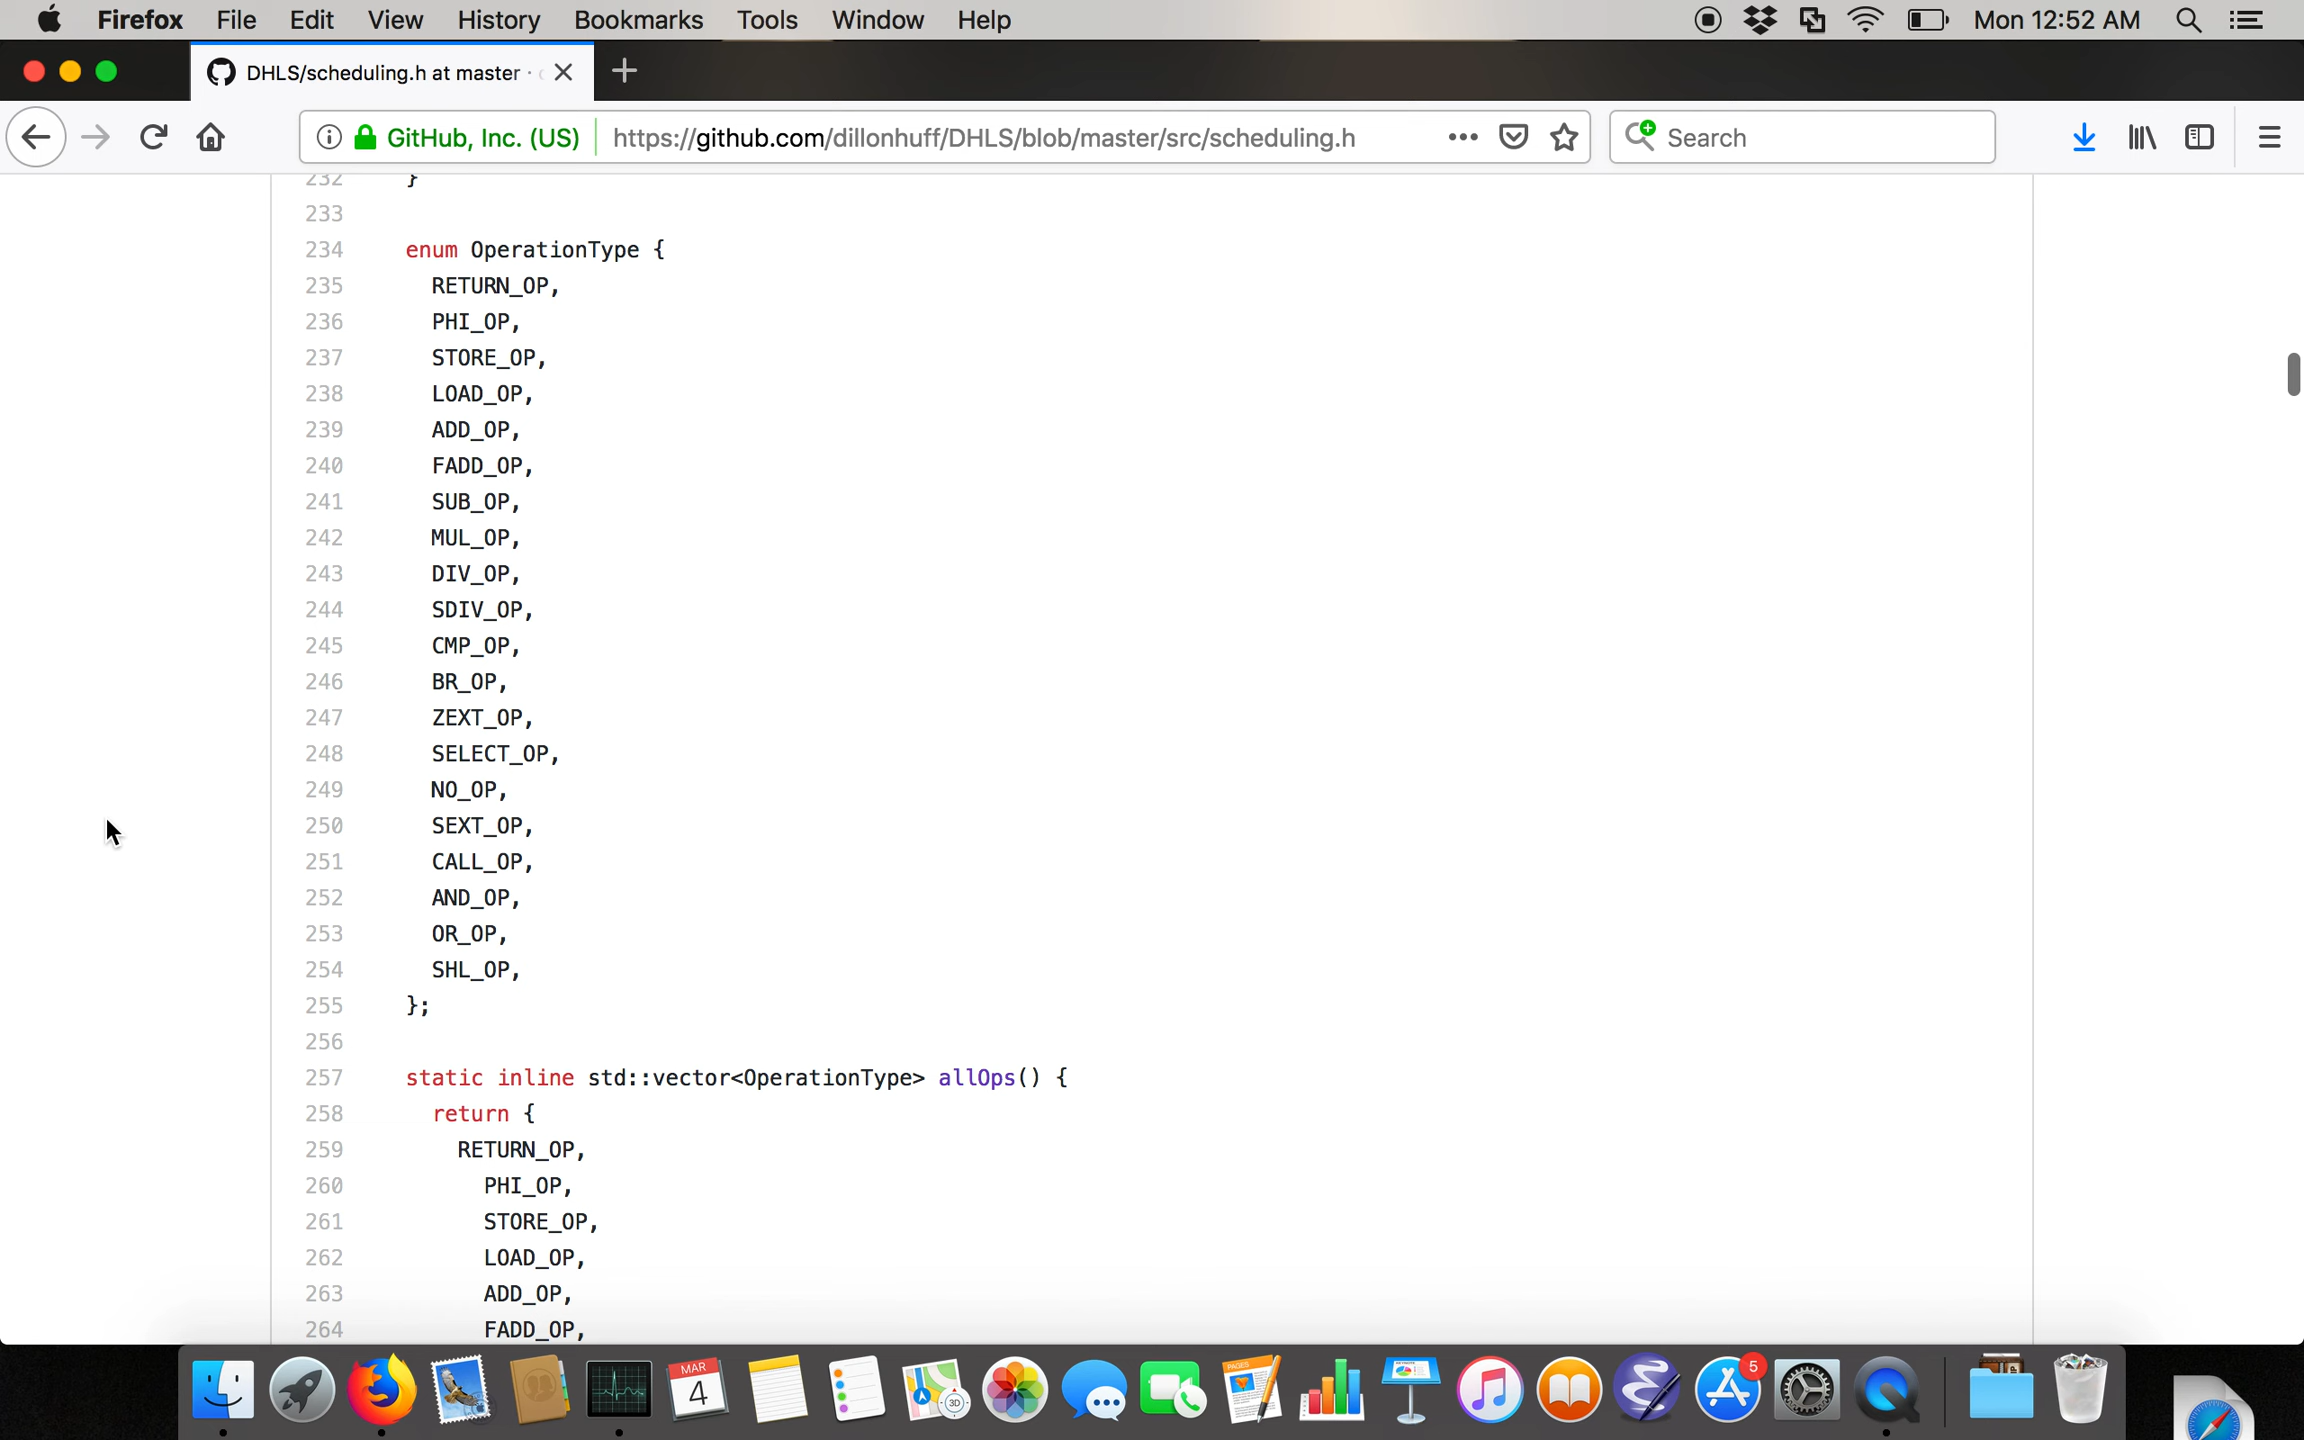 Firefox File Edit View History Bookmarks Tools Window Help Mon 12:52 AM
DHLS/scheduling.h at master ·
GitHub, Inc. (US) https://github.com/dillonhuff/DHLS/blob/master/src/scheduling.h Search
232 }
233
234 enum OperationType {
235 RETURN_OP,
236 PHI_OP,
237 STORE_OP,
238 LOAD_OP,
239 ADD_OP,
240 FADD_OP,
241 SUB_OP,
242 MUL_OP,
243 DIV_OP,
244 SDIV_OP,
245 CMP_OP,
246 BR_OP,
247 ZEXT_OP,
248 SELECT_OP,
249 NO_OP,
250 SEXT_OP,
251 CALL_OP,
252 AND_OP,
253 OR_OP,
254 SHL_OP,
255 };
256
257 static inline std::vector<OperationType> allOps() {
258 return {
259 RETURN_OP,
260 PHI_OP,
261 STORE_OP,
262 LOAD_OP,
263 ADD_OP,
264 FADD_OP,
MAR
4
3D
PAGES
5